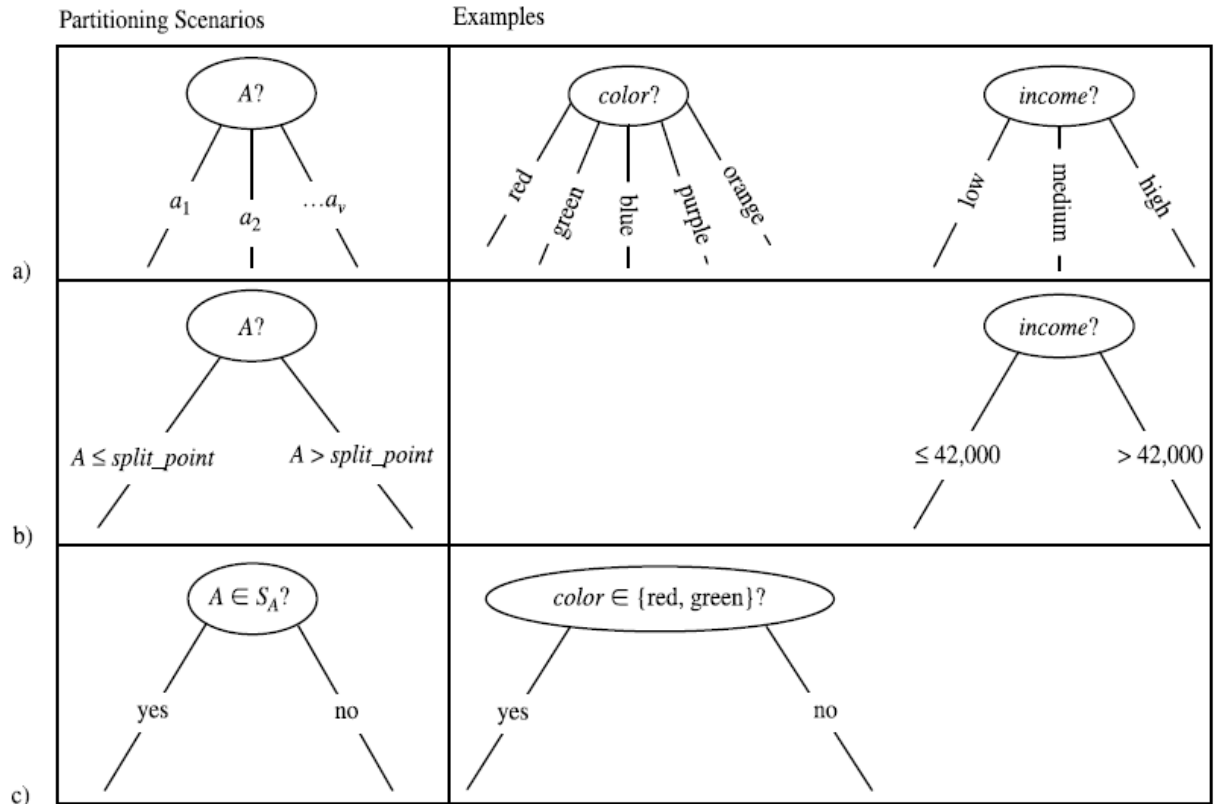 Partitioning Scenarios
Examples
A?
a1
a2
…av
color?
red
green
blue
purple
orange
income?
low
medium
high
a)
A?
A ≤ split_point
A > split_point
income?
≤ 42,000
> 42,000
b)
A ∈ SA?
yes
no
color ∈ {red, green}?
yes
no
c)